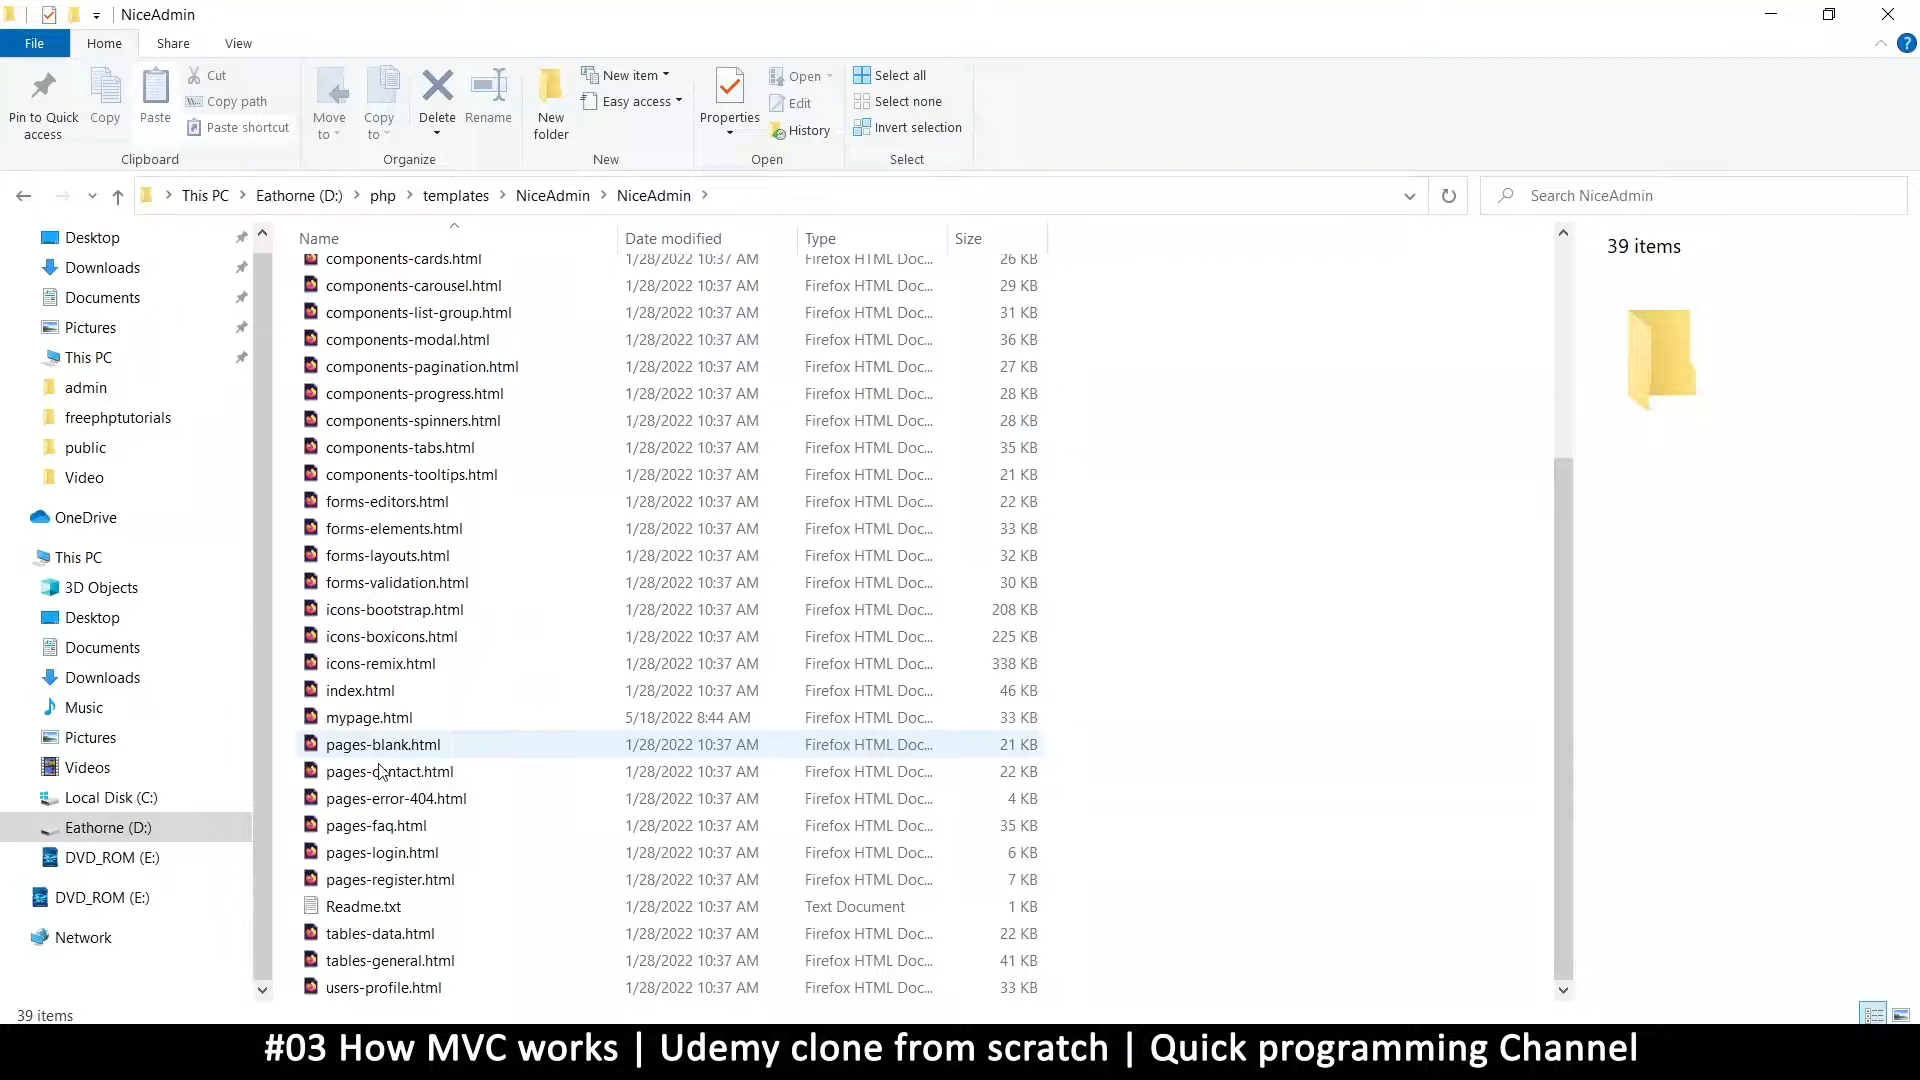 NiceAdmin
File Home Share View
Pin to Quick access
Copy
Paste
Cut
Copy path
Paste shortcut
Clipboard
Move to
Copy to
Delete
Rename
Organize
New folder
New item
Easy access
New
Properties
Open
Edit
History
Open
Select all
Select none
Invert selection
Select
This PC > Eathorne (D:) > php > templates > NiceAdmin > NiceAdmin >
Search NiceAdmin
Desktop
Downloads
Documents
Pictures
This PC
admin
freephptutorials
public
Video
OneDrive
This PC
3D Objects
Desktop
Documents
Downloads
Music
Pictures
Videos
Local Disk (C:)
Eathorne (D:)
DVD_ROM (E:)
DVD_ROM (E:)
Network
Name Date modified Type Size
components-cards.html 1/28/2022 10:37 AM Firefox HTML Doc... 26 KB
components-carousel.html 1/28/2022 10:37 AM Firefox HTML Doc... 29 KB
components-list-group.html 1/28/2022 10:37 AM Firefox HTML Doc... 31 KB
components-modal.html 1/28/2022 10:37 AM Firefox HTML Doc... 36 KB
components-pagination.html 1/28/2022 10:37 AM Firefox HTML Doc... 27 KB
components-progress.html 1/28/2022 10:37 AM Firefox HTML Doc... 28 KB
components-spinners.html 1/28/2022 10:37 AM Firefox HTML Doc... 28 KB
components-tabs.html 1/28/2022 10:37 AM Firefox HTML Doc... 35 KB
components-tooltips.html 1/28/2022 10:37 AM Firefox HTML Doc... 21 KB
forms-editors.html 1/28/2022 10:37 AM Firefox HTML Doc... 22 KB
forms-elements.html 1/28/2022 10:37 AM Firefox HTML Doc... 33 KB
forms-layouts.html 1/28/2022 10:37 AM Firefox HTML Doc... 32 KB
forms-validation.html 1/28/2022 10:37 AM Firefox HTML Doc... 30 KB
icons-bootstrap.html 1/28/2022 10:37 AM Firefox HTML Doc... 208 KB
icons-boxicons.html 1/28/2022 10:37 AM Firefox HTML Doc... 225 KB
icons-remix.html 1/28/2022 10:37 AM Firefox HTML Doc... 338 KB
index.html 1/28/2022 10:37 AM Firefox HTML Doc... 46 KB
mypage.html 5/18/2022 8:44 AM Firefox HTML Doc... 33 KB
pages-blank.html 1/28/2022 10:37 AM Firefox HTML Doc... 21 KB
pages-contact.html 1/28/2022 10:37 AM Firefox HTML Doc... 22 KB
pages-error-404.html 1/28/2022 10:37 AM Firefox HTML Doc... 4 KB
pages-faq.html 1/28/2022 10:37 AM Firefox HTML Doc... 35 KB
pages-login.html 1/28/2022 10:37 AM Firefox HTML Doc... 6 KB
pages-register.html 1/28/2022 10:37 AM Firefox HTML Doc... 7 KB
Readme.txt 1/28/2022 10:37 AM Text Document 1 KB
tables-data.html 1/28/2022 10:37 AM Firefox HTML Doc... 22 KB
tables-general.html 1/28/2022 10:37 AM Firefox HTML Doc... 41 KB
users-profile.html 1/28/2022 10:37 AM Firefox HTML Doc... 33 KB
39 items
39 items
#03 How MVC works | Udemy clone from scratch | Quick programming Channel